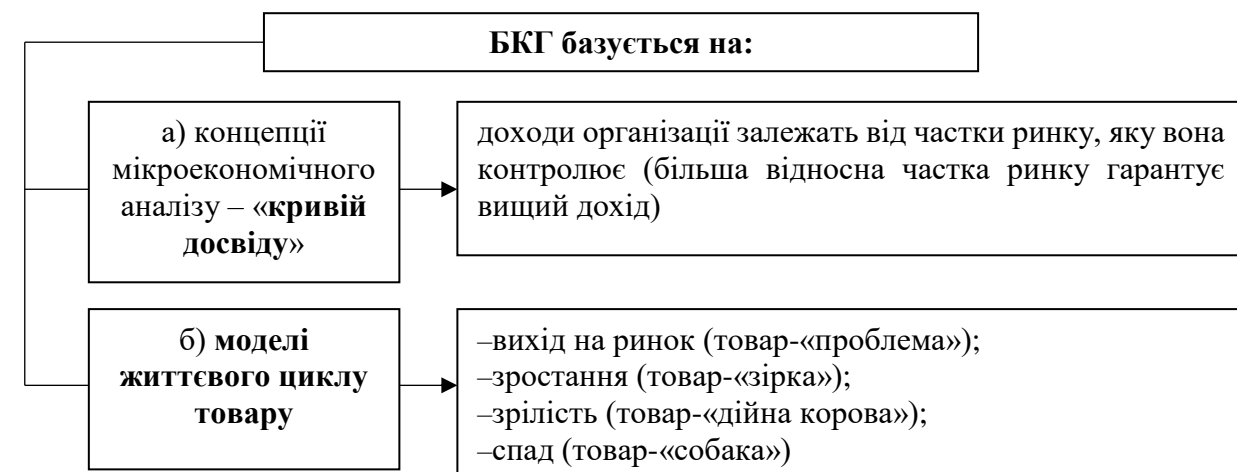 БКГ базується на:
а) концепції
мікроекономічного
аналізу – «кривій
досвіду»
доходи організації залежать від частки ринку, яку вона
контролює (більша відносна частка ринку гарантує
вищий дохід)
б) моделі
життєвого циклу
товару
–вихід на ринок (товар-«проблема»);
–зростання (товар-«зірка»);
–зрілість (товар-«дійна корова»);
–спад (товар-«собака»)